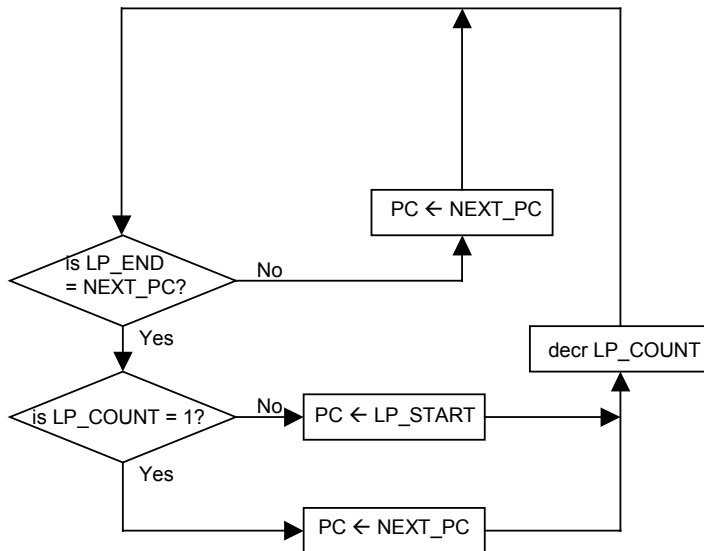 PC ← NEXT_PC
is LP_END
= NEXT_PC?
No
Yes
decr LP_COUNT
is LP_COUNT = 1?
No
PC ← LP_START
Yes
PC ← NEXT_PC